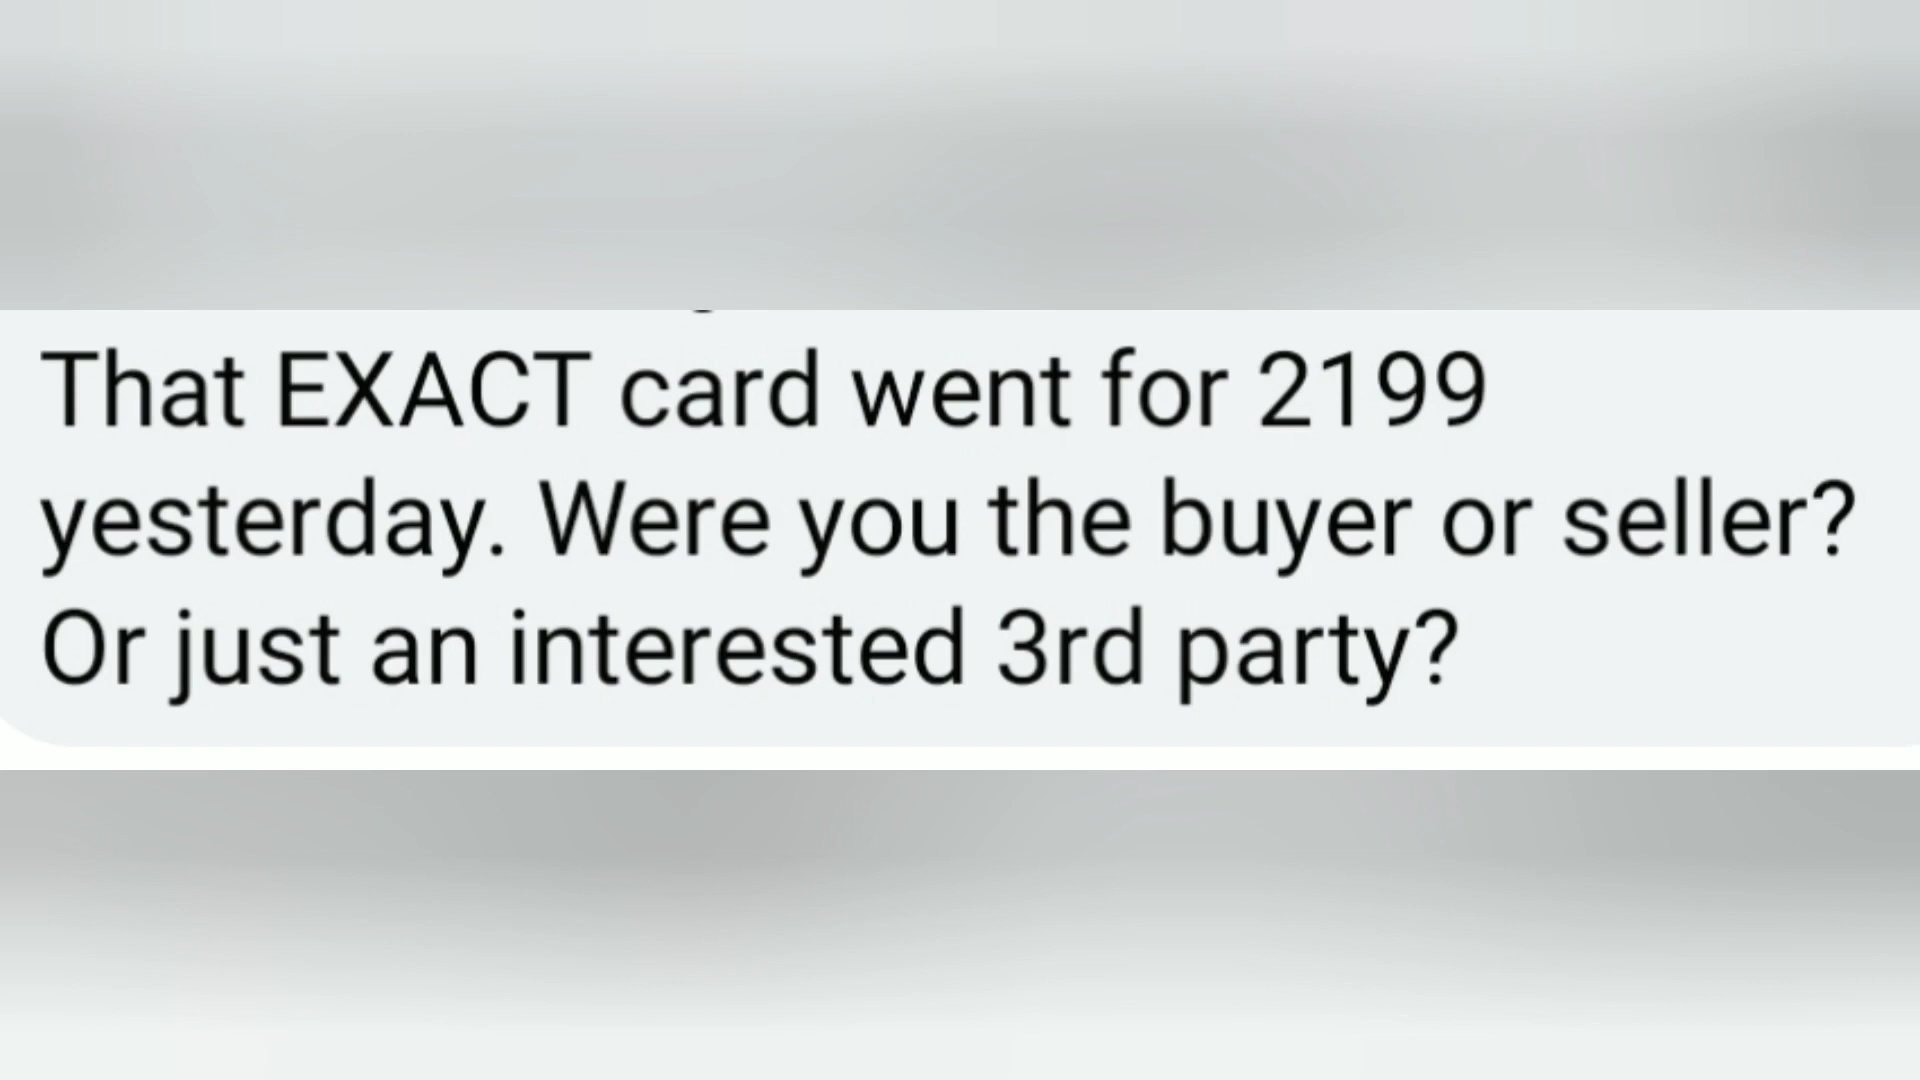 That EXACT card went for 2199
yesterday. Were you the buyer or seller?
Or just an interested 3rd party?